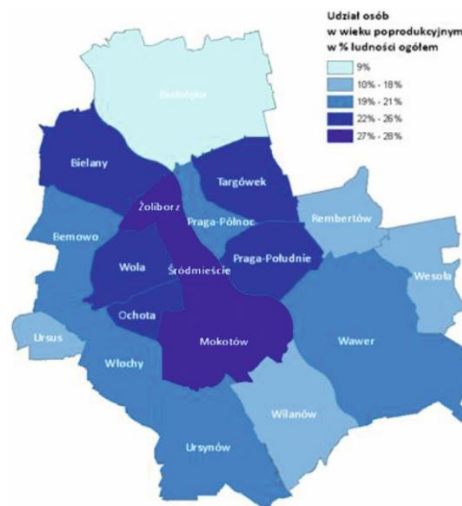 Udział osób
w wieku poprodukcyjnym
w % ludności ogółem
9%
10% - 18%
19% - 21%
22% - 26%
27% - 28%
Białołęka
Bielany
Targówek
Żoliborz
Praga-Północ
Rembertów
Bemowo
Wola
Śródmieście
Praga-Południe
Wesoła
Ochota
Ursus
Włochy
Mokotów
Wawer
Wilanów
Ursynów